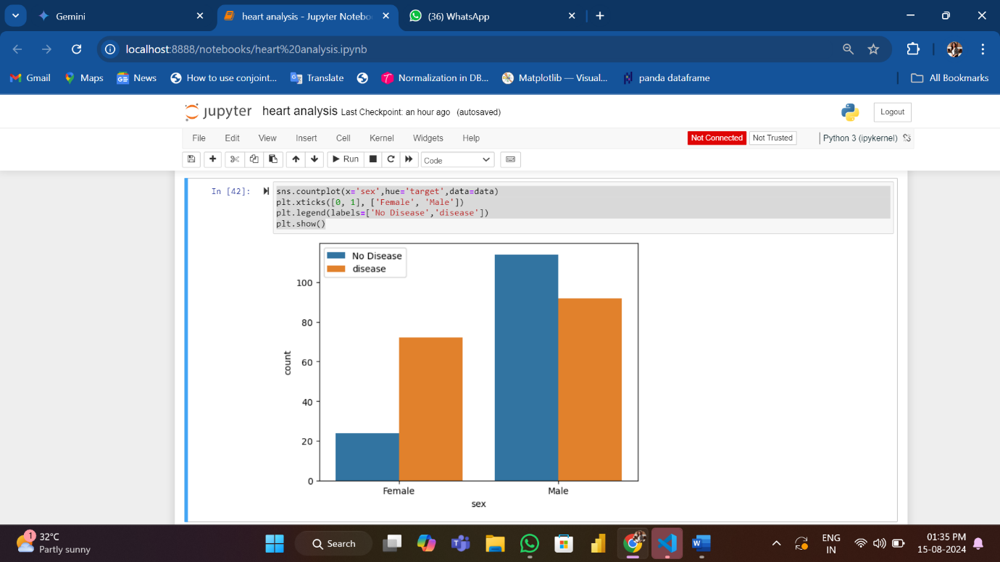 Gemini
heart analysis - Jupyter Notebo
(36) WhatsApp
localhost:8888/notebooks/heart%20analysis.ipynb
Gmail
Maps
News
How to use conjoint...
Translate
Normalization in DB...
Matplotlib — Visual...
panda dataframe
All Bookmarks
jupyter heart analysis Last Checkpoint: an hour ago (autosaved)
Logout
File Edit View Insert Cell Kernel Widgets Help
Not Connected
Not Trusted
Python 3 (ipykernel)
Run
Code
In [42]:
sns.countplot(x='sex',hue='target',data=data)
plt.xticks([0, 1], ['Female', 'Male'])
plt.legend(labels=['No Disease','disease'])
plt.show()
No Disease
disease
100
80
60
40
20
0
count
Female
Male
sex
1
32°C
Partly sunny
Search
ENG
IN
01:35 PM
15-08-2024